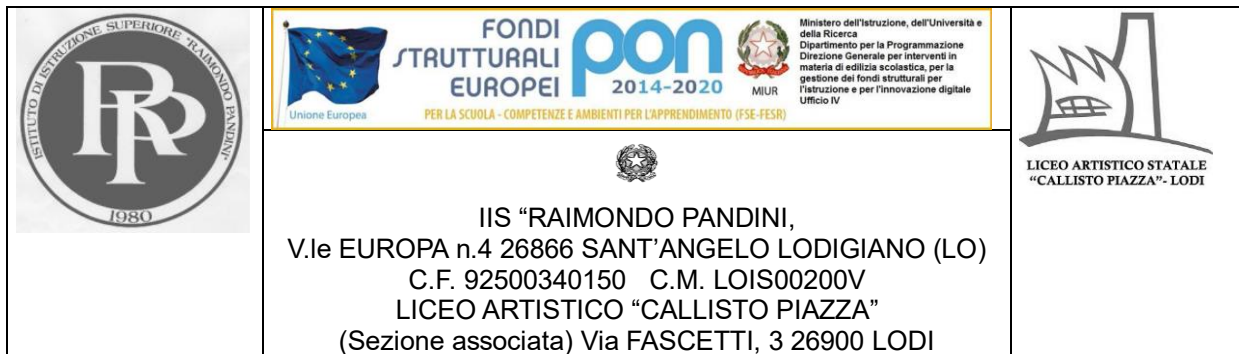 ISTITUTO DI ISTRUZIONE SUPERIORE "RAIMONDO PANDINI"
1980
Unione Europea
FONDI
STRUTTURALI
EUROPEI
pon
2014-2020
MIUR
Ministero dell'Istruzione, dell'Università e
della Ricerca
Dipartimento per la Programmazione
Direzione Generale per interventi in
materia di edilizia scolastica, per la
gestione dei fondi strutturali per
l'istruzione e per l'innovazione digitale
Ufficio IV
PER LA SCUOLA - COMPETENZE E AMBIENTI PER L'APPRENDIMENTO (FSE-FESR)
LICEO ARTISTICO STATALE
“CALLISTO PIAZZA”- LODI
IIS “RAIMONDO PANDINI,
V.le EUROPA n.4 26866 SANT’ANGELO LODIGIANO (LO)
C.F. 92500340150 C.M. LOIS00200V
LICEO ARTISTICO “CALLISTO PIAZZA”
(Sezione associata) Via FASCETTI, 3 26900 LODI